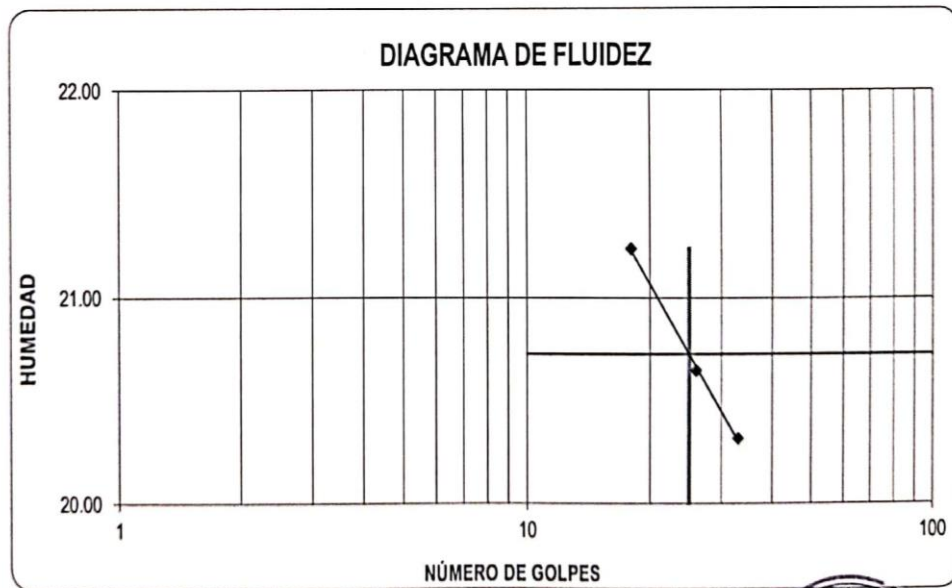 DIAGRAMA DE FLUIDEZ
22.00
21.00
20.00
HUMEDAD
1
10
100
NÚMERO DE GOLPES